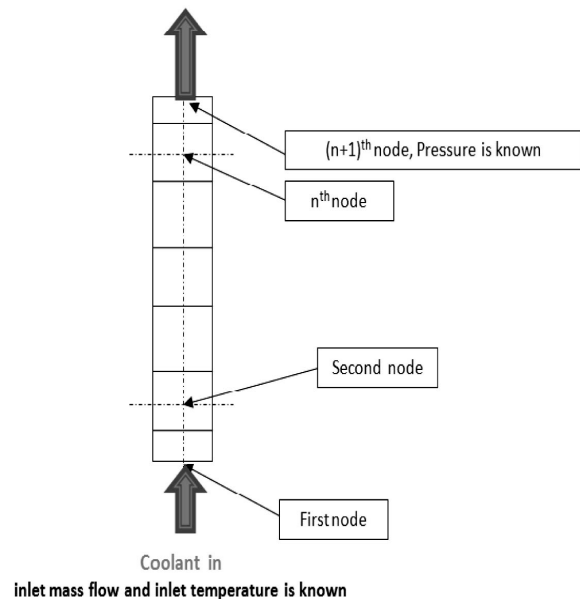 (n+1)th node, Pressure is known
nth node
Second node
First node
Coolant in
inlet mass flow and inlet temperature is known